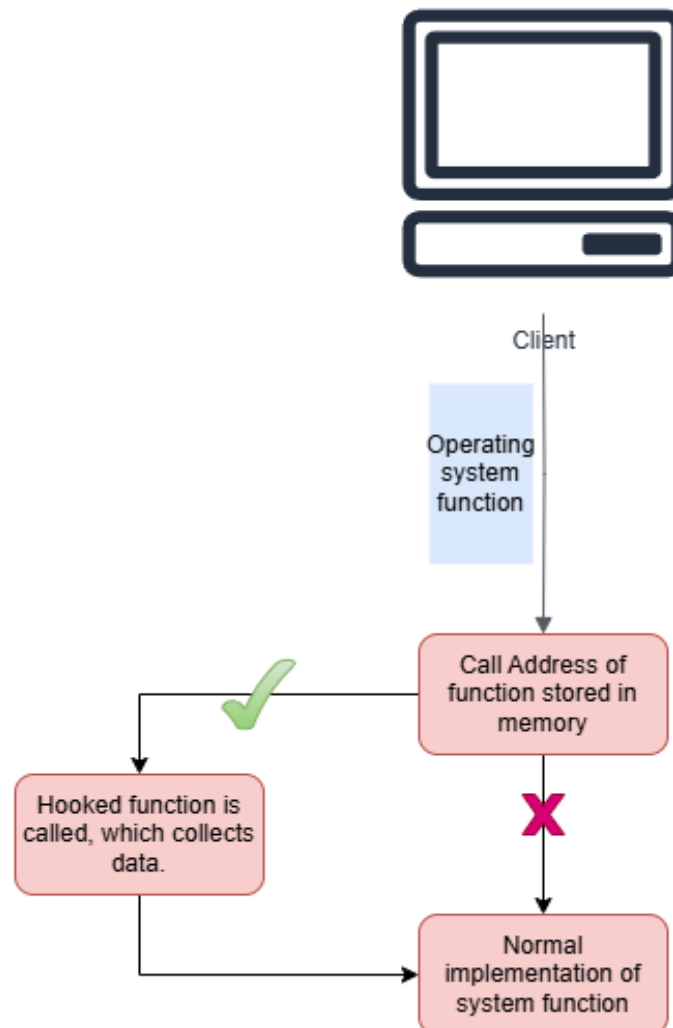 Client
Operating
system
function
Call Address of
function stored in
memory
Hooked function is
called, which collects
data.
Normal
implementation of
system function